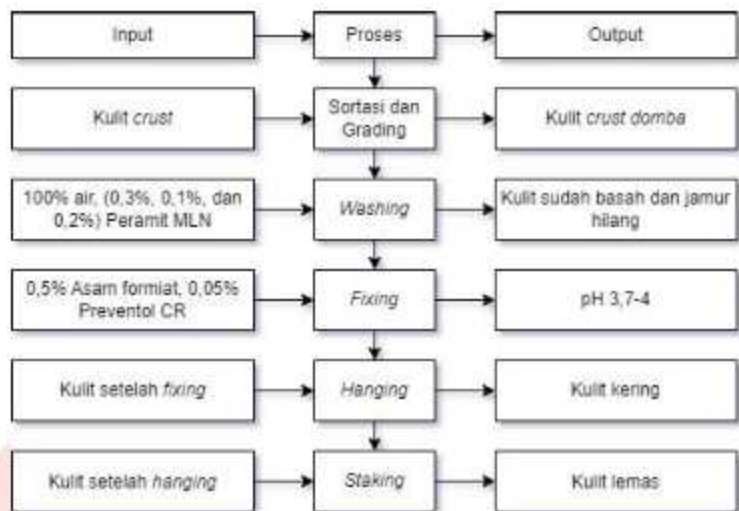 Input
Proses
Output
Kulit crust
Sortasi dan
Grading
Kulit crust domba
100% air, (0,3%, 0,1%, dan
0,2%) Peramit MLN
Washing
Kulit sudah basah dan jamur
hilang
0,5% Asam formiat, 0,05%
Preventol CR
Fixing
pH 3,7-4
Kulit setelah fixing
Hanging
Kulit kering
Kulit setelah hanging
Staking
Kulit lemas